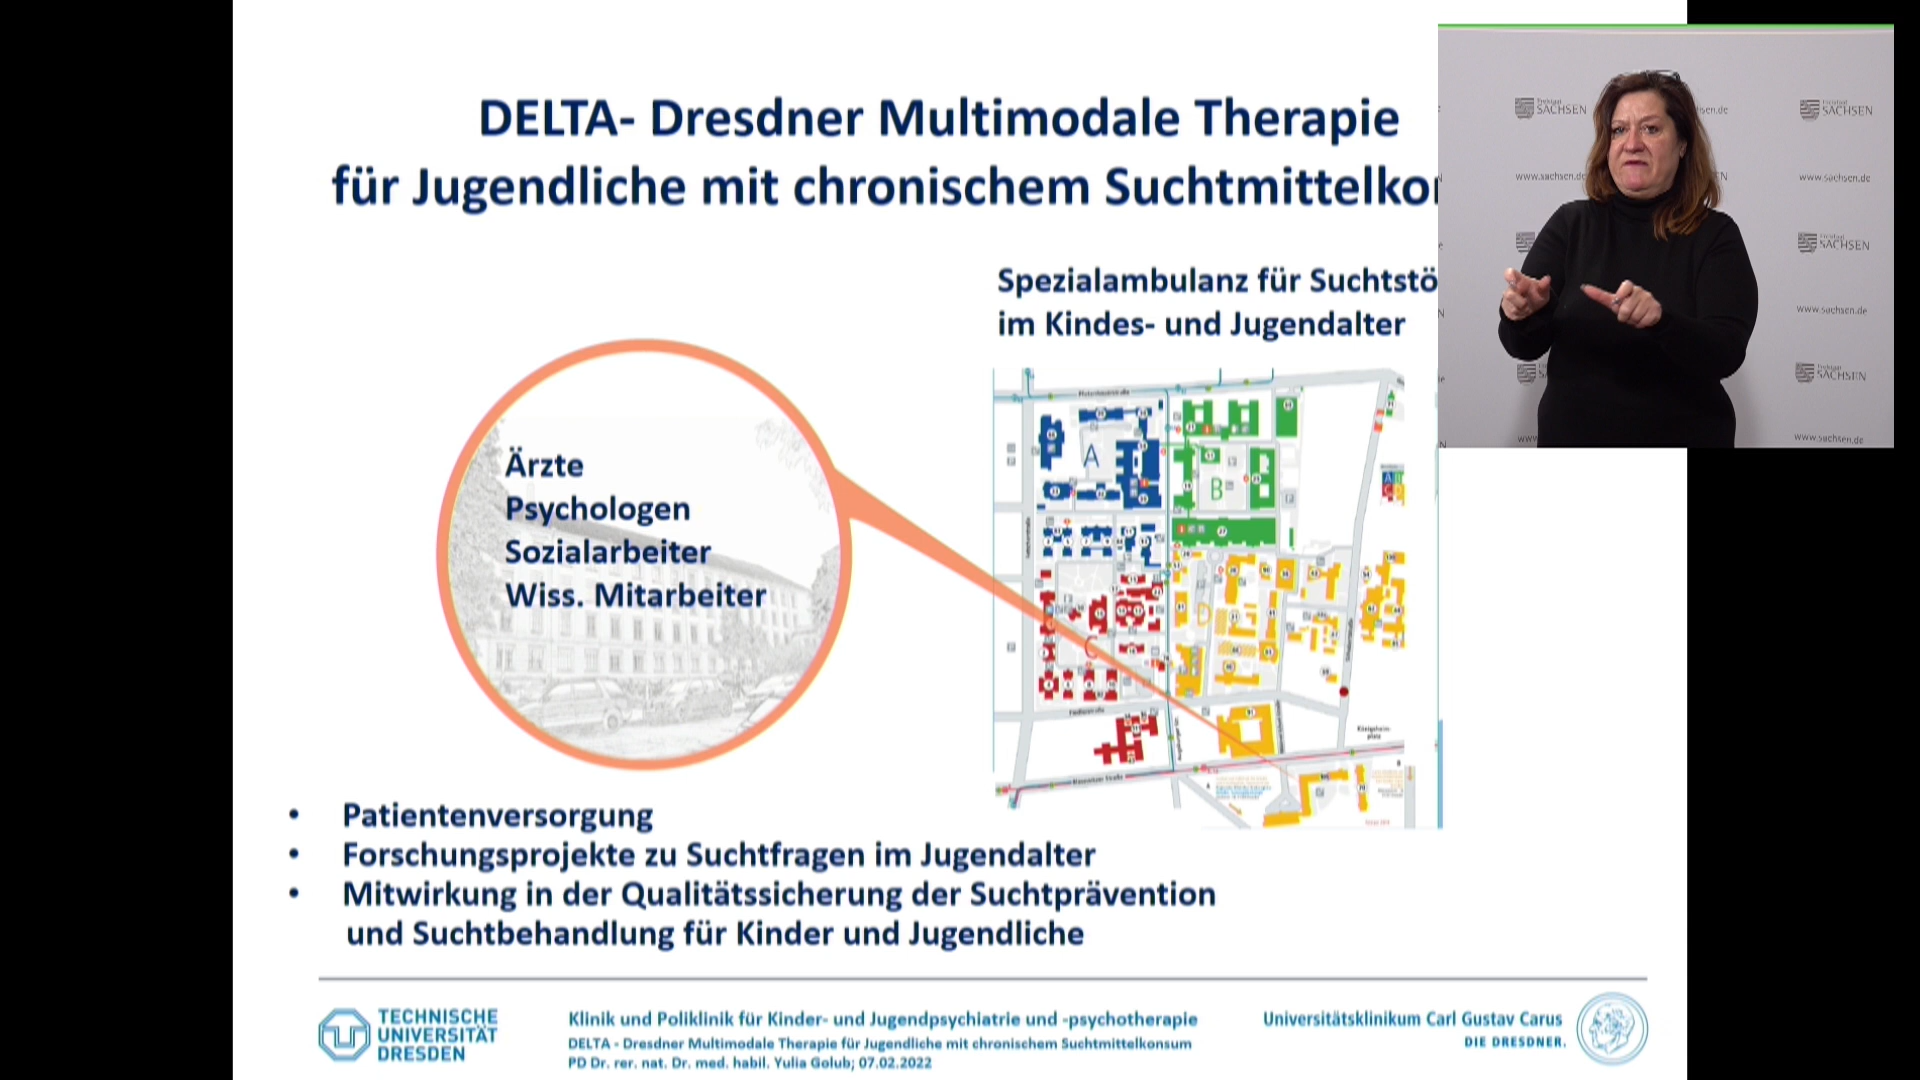 DELTA- Dresdner Multimodale Therapie
für Jugendliche mit chronischem Suchtmittelkon
Spezialambulanz für Suchtstö
im Kindes- und Jugendalter
Ärzte
Psychologen
Sozialarbeiter
Wiss. Mitarbeiter
A
B
C
D
• Patientenversorgung
• Forschungsprojekte zu Suchtfragen im Jugendalter
• Mitwirkung in der Qualitätssicherung der Suchtprävention
und Suchtbehandlung für Kinder und Jugendliche
TECHNISCHE
UNIVERSITÄT
DRESDEN
Klinik und Poliklinik für Kinder- und Jugendpsychiatrie und -psychotherapie
DELTA - Dresdner Multimodale Therapie für Jugendliche mit chronischem Suchtmittelkonsum
PD Dr. rer. nat. Dr. med. habil. Yulia Golub; 07.02.2022
Universitätsklinikum Carl Gustav Carus
DIE DRESDNER.
Freistaat
SACHSEN
Freistaat
SACHSEN
www.sachsen.de
www.sachsen.de
SACHSEN
www.sachsen.de
SACHSEN
www.sachsen.de